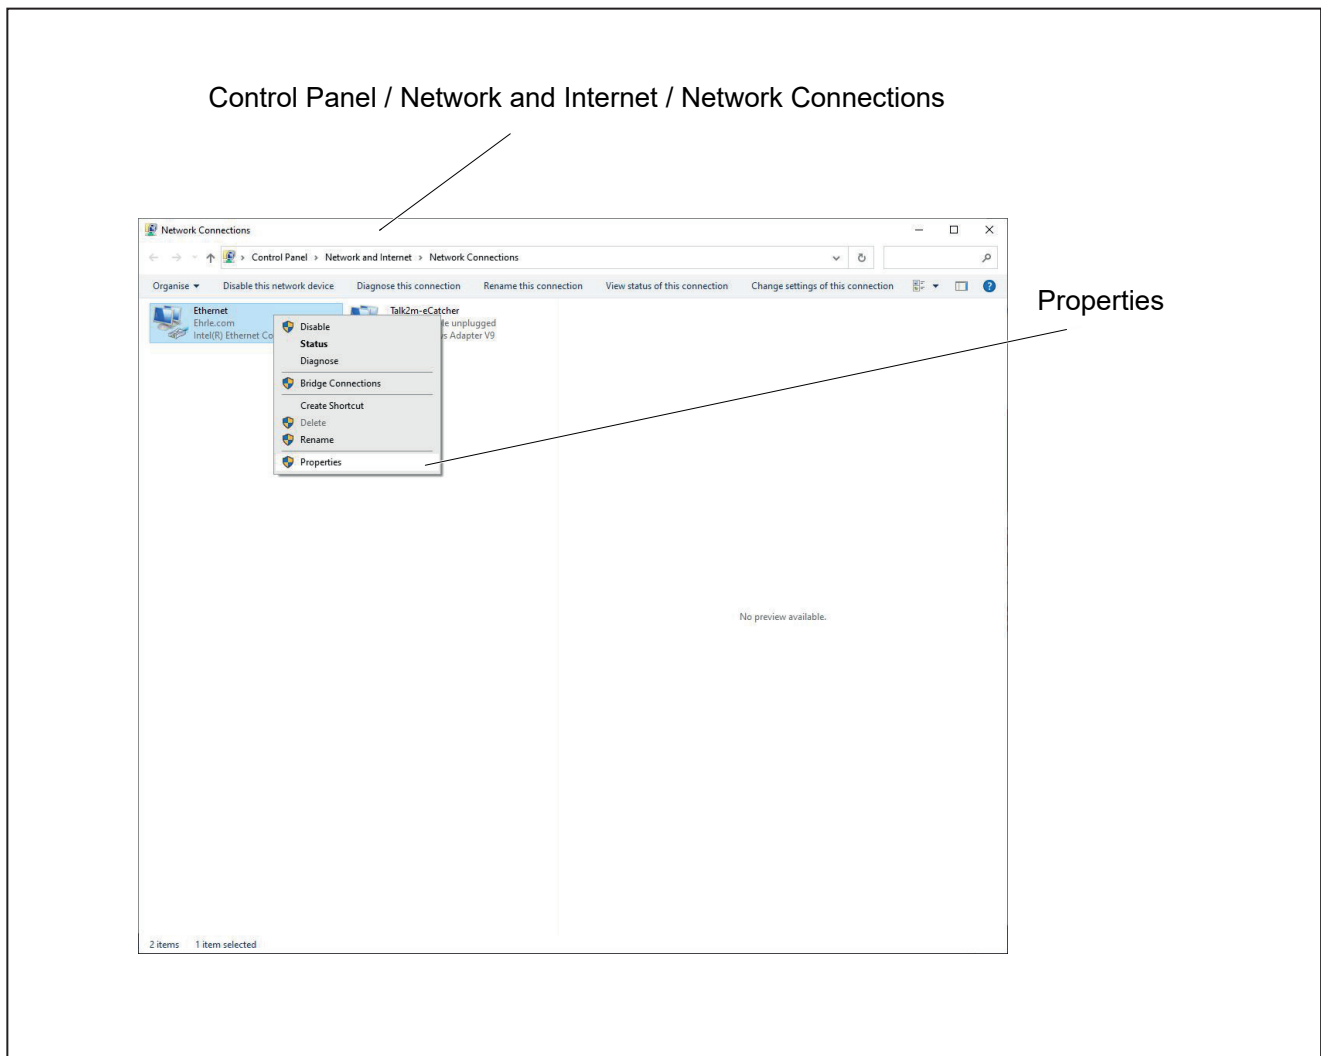 Control Panel / Network and Internet / Network Connections
Network Connections
Control Panel › Network and Internet › Network Connections
Organise Disable this network device Diagnose this connection Rename this connection View status of this connection Change settings of this connection
Properties
Ethernet
Ehrle.com
Intel(R) Ethernet Co
Talk2m-eCatcher
unplugged
Adapter V9
Disable
Status
Diagnose
Bridge Connections
Create Shortcut
Delete
Rename
Properties
No preview available.
2 items 1 item selected